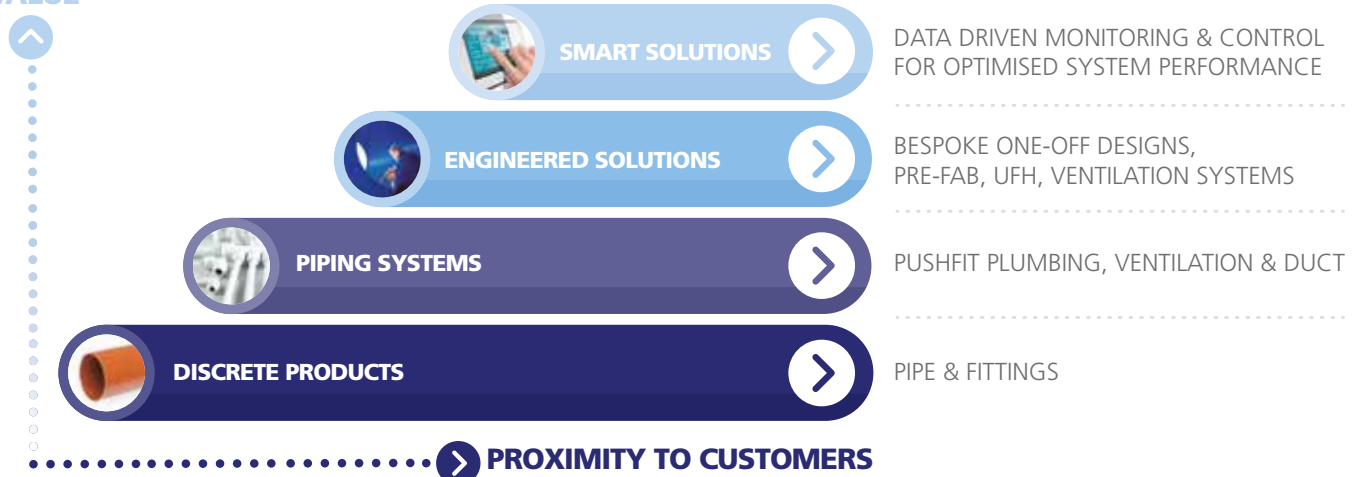 VALUE
SMART SOLUTIONS
DATA DRIVEN MONITORING & CONTROL
FOR OPTIMISED SYSTEM PERFORMANCE
ENGINEERED SOLUTIONS
BESPOKE ONE-OFF DESIGNS,
PRE-FAB, UFH, VENTILATION SYSTEMS
PIPING SYSTEMS
PUSHFIT PLUMBING, VENTILATION & DUCT
DISCRETE PRODUCTS
PIPE & FITTINGS
PROXIMITY TO CUSTOMERS